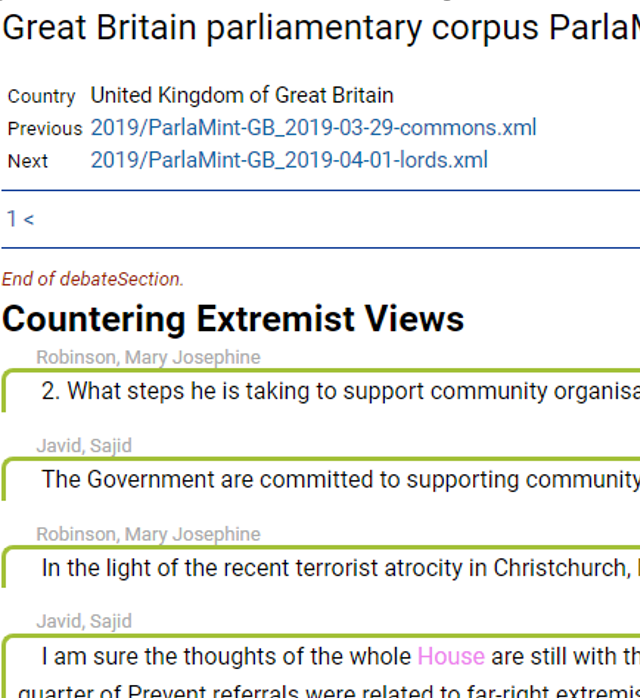 Great Britain parliamentary corpus
Country United Kingdom of Great Britain
Previous 2019/ParlaMint-GB_2019-03-29-commons.xml
Next 2019/ParlaMint-GB_2019-04-01-lords.xml
1 <
End of debateSection.
Countering Extremist Views
Robinson, Mary Josephine
2. What steps he is taking to support community
Javid, Sajid
The Government are committed to supporting community
Robinson, Mary Josephine
In the light of the recent terrorist atrocity in Christchurch,
Javid, Sajid
I am sure the thoughts of the whole House are still with
quarter of Prevent referrals were related to far-right